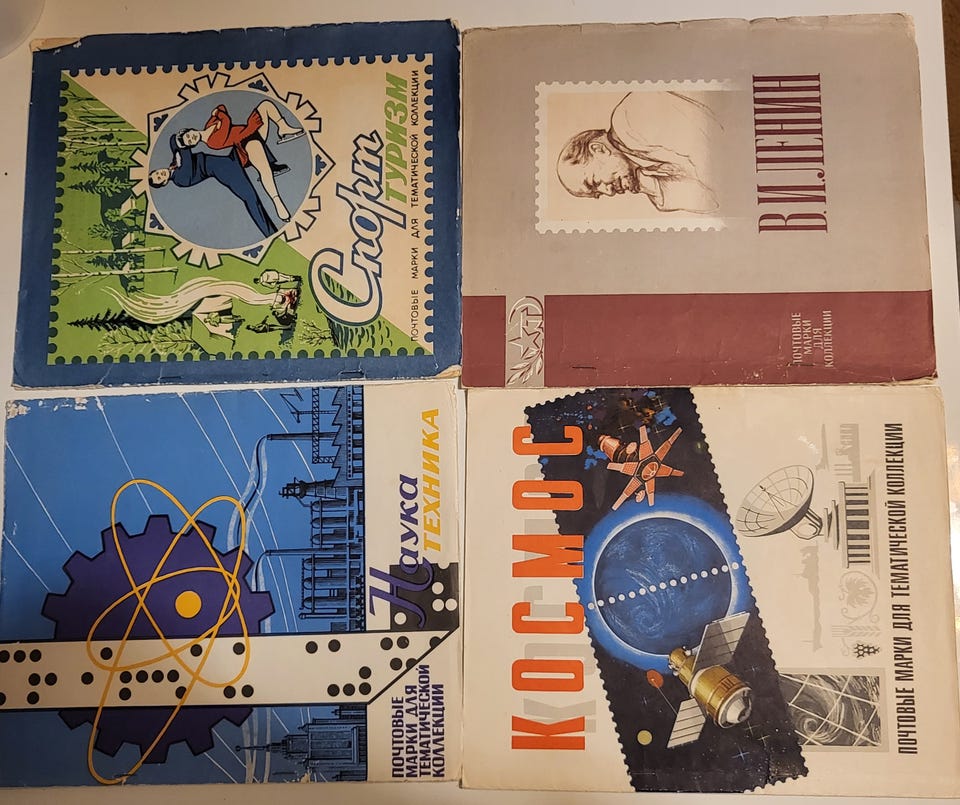 Спорт
ТУРИЗМ
ПОЧТОВЫЕ МАРКИ ДЛЯ ТЕМАТИЧЕСКОЙ КОЛЛЕКЦИИ
В.И.ЛЕНИН
ПОЧТОВЫЕ
МАРКИ
ДЛЯ
КОЛЛЕКЦИИ
Наука
ТЕХНИКА
ПОЧТОВЫЕ
МАРКИ ДЛЯ
ТЕМАТИЧЕСКОЙ
КОЛЛЕКЦИИ
КОСМОС
ПОЧТОВЫЕ МАРКИ ДЛЯ ТЕМАТИЧЕСКОЙ КОЛЛЕКЦИИ